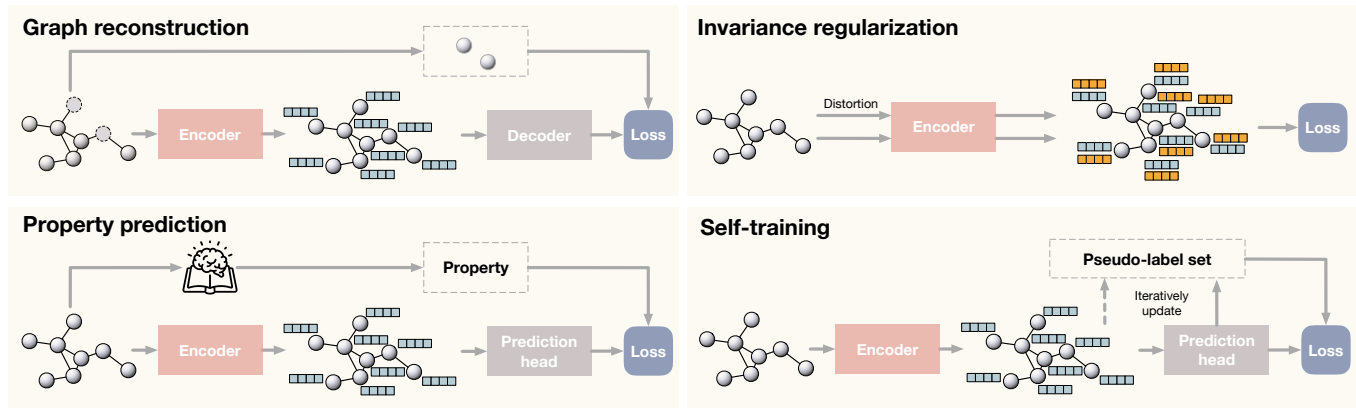 Graph reconstruction
Encoder
Decoder
Loss
Invariance regularization
Distortion
Encoder
Loss
Property prediction
Property
Encoder
Prediction
head
Loss
Self-training
Pseudo-label set
Iteratively
update
Encoder
Prediction
head
Loss